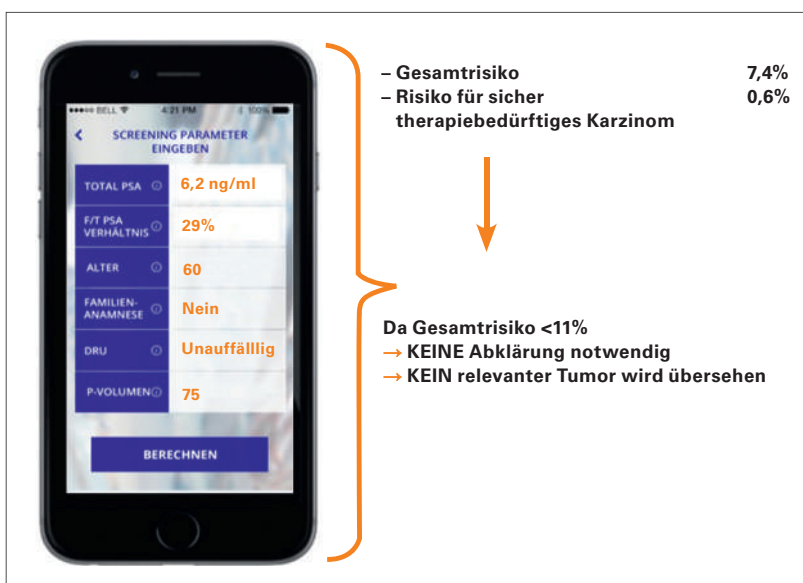 BELL 4:21 PM 100%
SCREENING PARAMETER
EINGEBEN
TOTAL PSA 6,2 ng/ml
F/T PSA
VERHÄLTNIS 29%
ALTER 60
FAMILIEN-
ANAMNESE Nein
DRU Unauffälllig
P-VOLUMEN 75
BERECHNEN
– Gesamtrisiko 7,4%
– Risiko für sicher 0,6%
therapiebedürftiges Karzinom
Da Gesamtrisiko <11%
→ KEINE Abklärung notwendig
→ KEIN relevanter Tumor wird übersehen